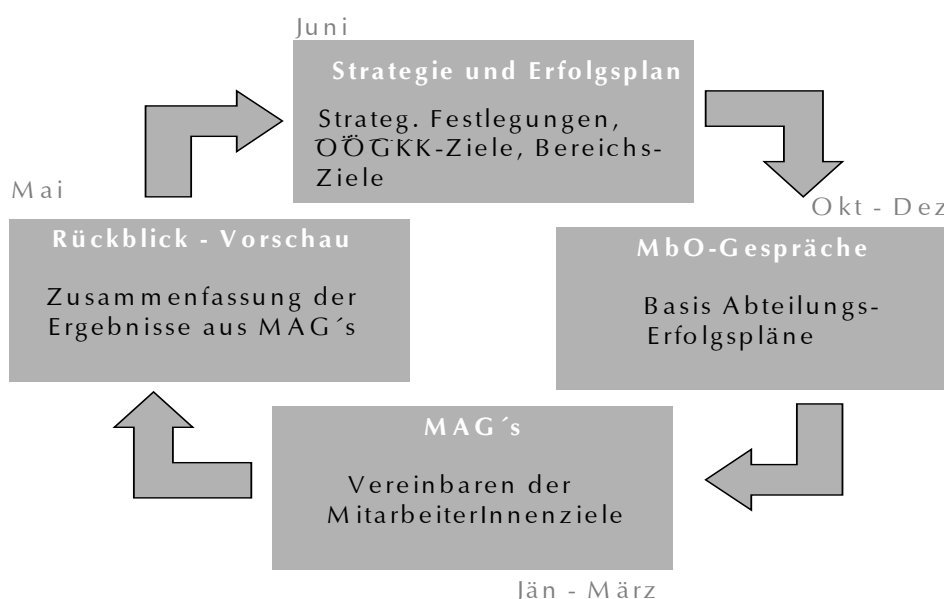 Juni
Strategie und Erfolgsplan
Strateg. Festlegungen,
OÖGKK-Ziele, Bereichs-
Ziele
Mai
Rückblick - Vorschau
Zusammenfassung der
Ergebnisse aus MAG´s
Okt - Dez
MbO-Gespräche
Basis Abteilungs-
Erfolgspläne
MAG´s
Vereinbaren der
MitarbeiterInnenziele
Jän - März